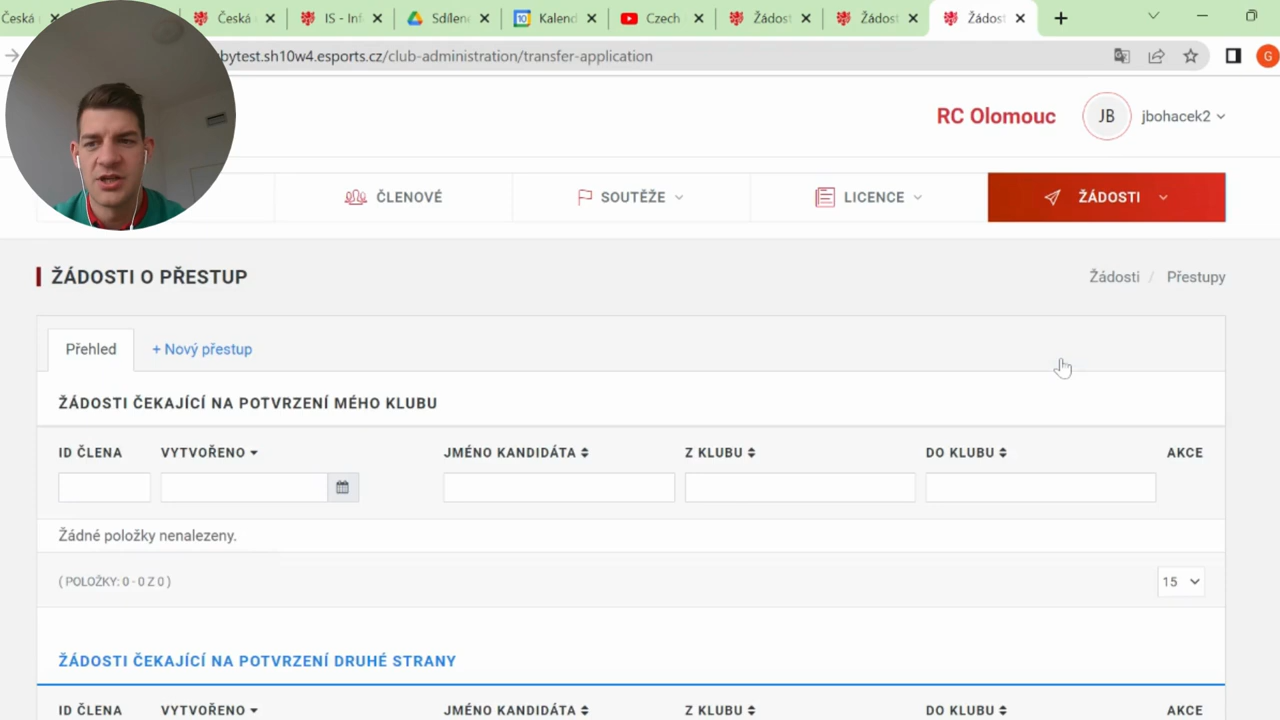 Česká
Česká
IS - Inf
Sdílen
Kalend
10
Czech
Žádost
Žádost
Žádost
bytest.sh10w4.esports.cz/club-administration/transfer-application
G
RC Olomouc
JB
jbohacek2
ČLENOVÉ
SOUTĚŽE
LICENCE
ŽÁDOSTI
ŽÁDOSTI O PŘESTUP
Žádosti / Přestupy
Přehled
+ Nový přestup
ŽÁDOSTI ČEKAJÍCÍ NA POTVRZENÍ MÉHO KLUBU
ID ČLENA VYTVOŘENO JMÉNO KANDIDÁTA Z KLUBU DO KLUBU AKCE
Žádné položky nenalezeny.
( POLOŽKY: 0 - 0 Z 0 )
15
ŽÁDOSTI ČEKAJÍCÍ NA POTVRZENÍ DRUHÉ STRANY
ID ČLENA VYTVOŘENO JMÉNO KANDIDÁTA Z KLUBU DO KLUBU AKCE